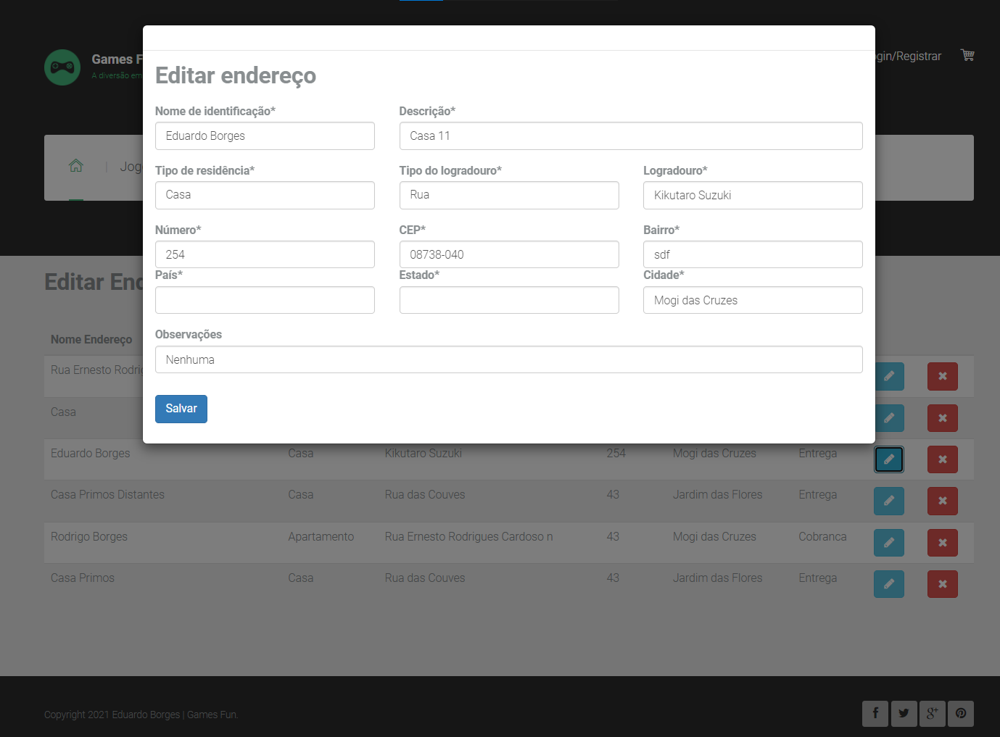 Games F
A diversão em
gin/Registrar
Jog
Editar endereço
Nome de identificação* Descrição*
Eduardo Borges Casa 11
Tipo de residência* Tipo do logradouro* Logradouro*
Casa Rua Kikutaro Suzuki
Número* CEP* Bairro*
254 08738-040 sdf
País* Estado* Cidade*
Mogi das Cruzes
Observações
Nenhuma
Salvar
Editar End
Nome Endereço
Rua Ernesto Rodrig
Casa
Eduardo Borges Casa Kikutaro Suzuki 254 Mogi das Cruzes Entrega
Casa Primos Distantes Casa Rua das Couves 43 Jardim das Flores Entrega
Rodrigo Borges Apartamento Rua Ernesto Rodrigues Cardoso n 43 Mogi das Cruzes Cobranca
Casa Primos Casa Rua das Couves 43 Jardim das Flores Entrega
Copyright 2021 Eduardo Borges | Games Fun.